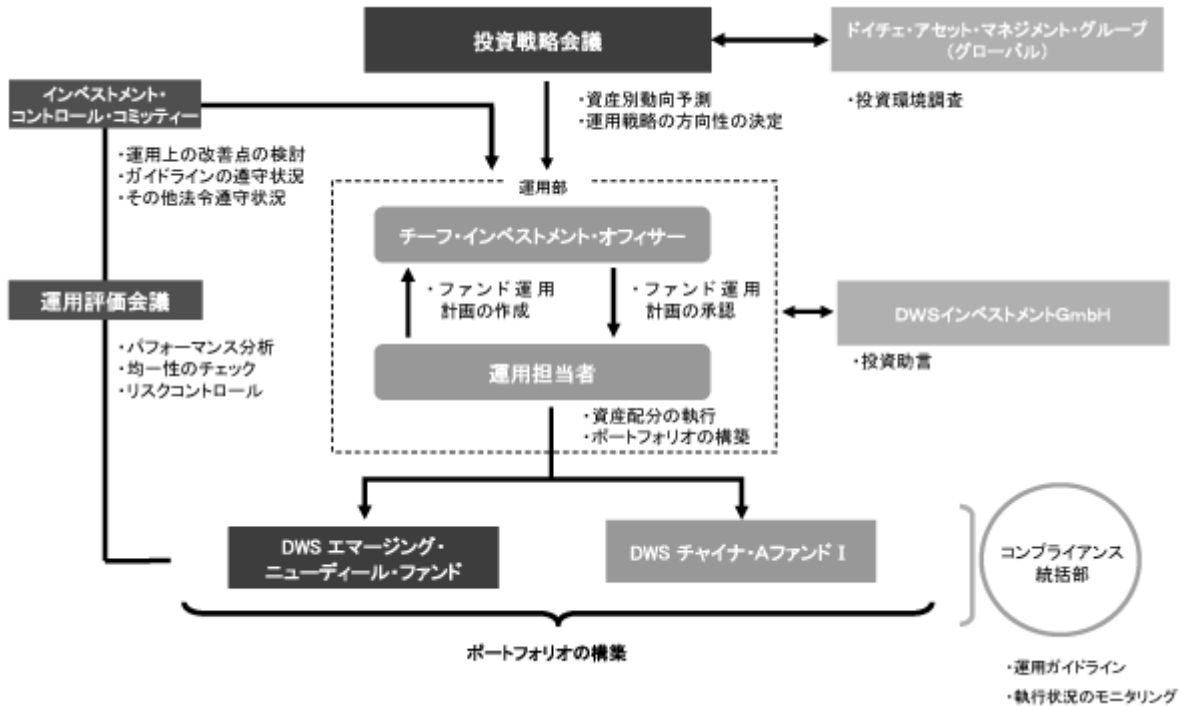 投資戦略会議
ドイチェ・アセット・マネジメント・グループ
(グローバル)
インベストメント・
コントロール・コミッティー
・資産別動向予測
・運用戦略の方向性の決定
・投資環境調査
・運用上の改善点の検討
・ガイドラインの遵守状況
・その他法令遵守状況
運用部
チーフ・インベストメント・オフィサー
・ファンド運用
計画の作成
・ファンド運用
計画の承認
運用評価会議
DWSインベストメントGmbH
・パフォーマンス分析
・均一性のチェック
・リスクコントロール
運用担当者
・投資助言
・資産配分の執行
・ポートフォリオの構築
DWS エマージング・
ニューディール・ファンド
DWS チャイナ・Aファンド I
コンプライアンス
統括部
ポートフォリオの構築
・運用ガイドライン
・執行状況のモニタリング